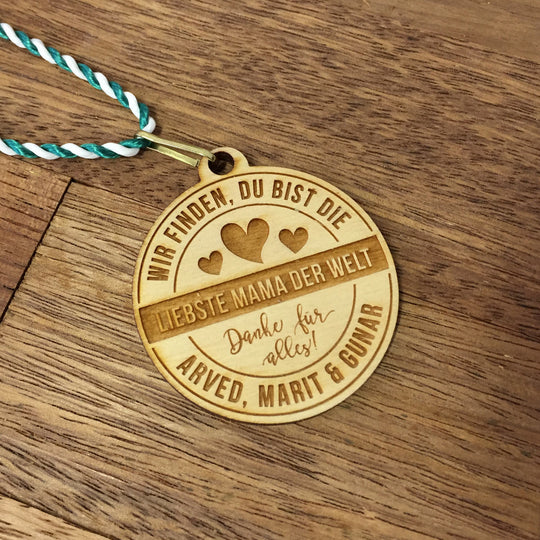 WIR FINDEN, DU BIST DIE
LIEBSTE MAMA DER WELT
Danke für
alles!
ARVED, MARIT & GUNAR